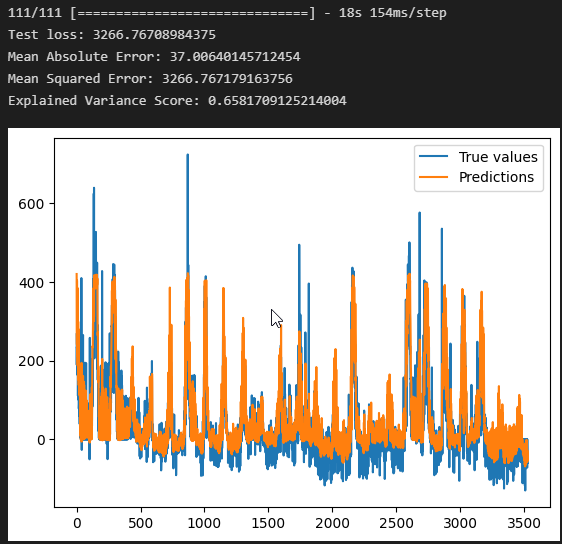 111/111 [==============================] - 18s 154ms/step
Test loss: 3266.76708984375
Mean Absolute Error: 37.00640145712454
Mean Squared Error: 3266.767179163756
Explained Variance Score: 0.6581709125214004
True values
Predictions
600
400
200
0
0 500 1000 1500 2000 2500 3000 3500